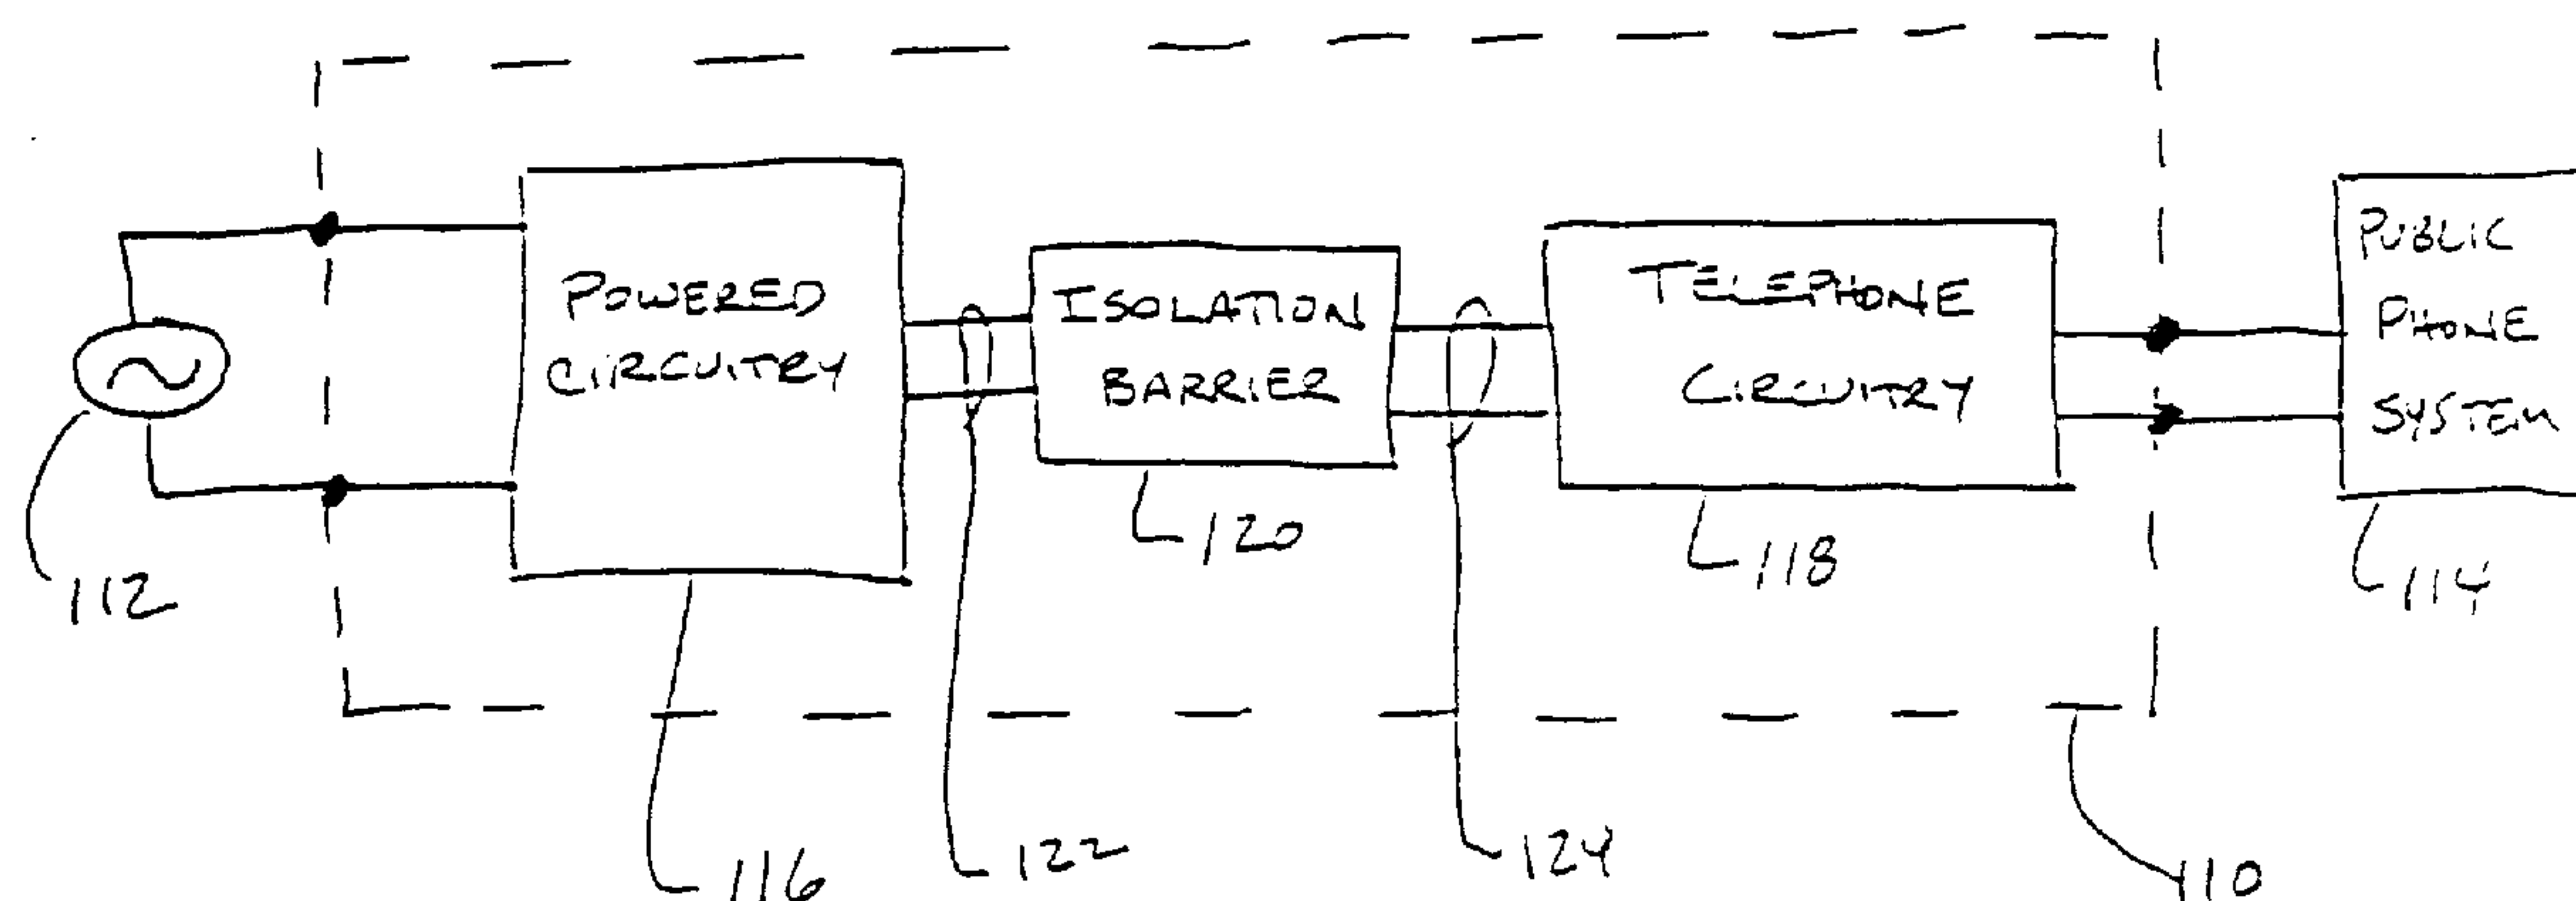 POWERED
CIRCUITRY
ISOLATION
BARRIER
TELEPHONE
CIRCUITRY
PUBLIC
PHONE
SYSTEM
112
120
118
114
116
122
124
110